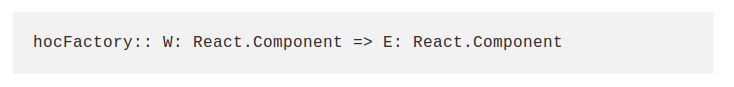 hocFactory:: W: React.Component => E: React.Component